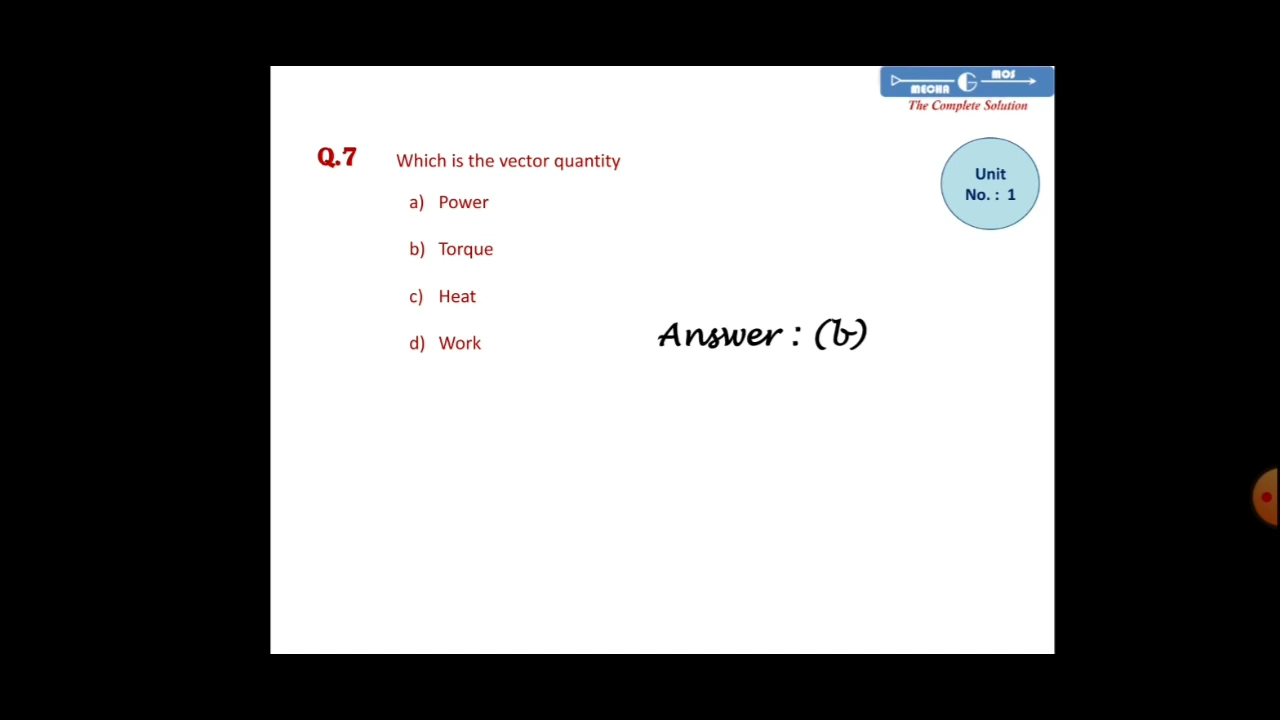 MECHA G MOS
The Complete Solution
Q.7 Which is the vector quantity
Unit
No. : 1
a) Power
b) Torque
c) Heat
d) Work
Answer : (b)